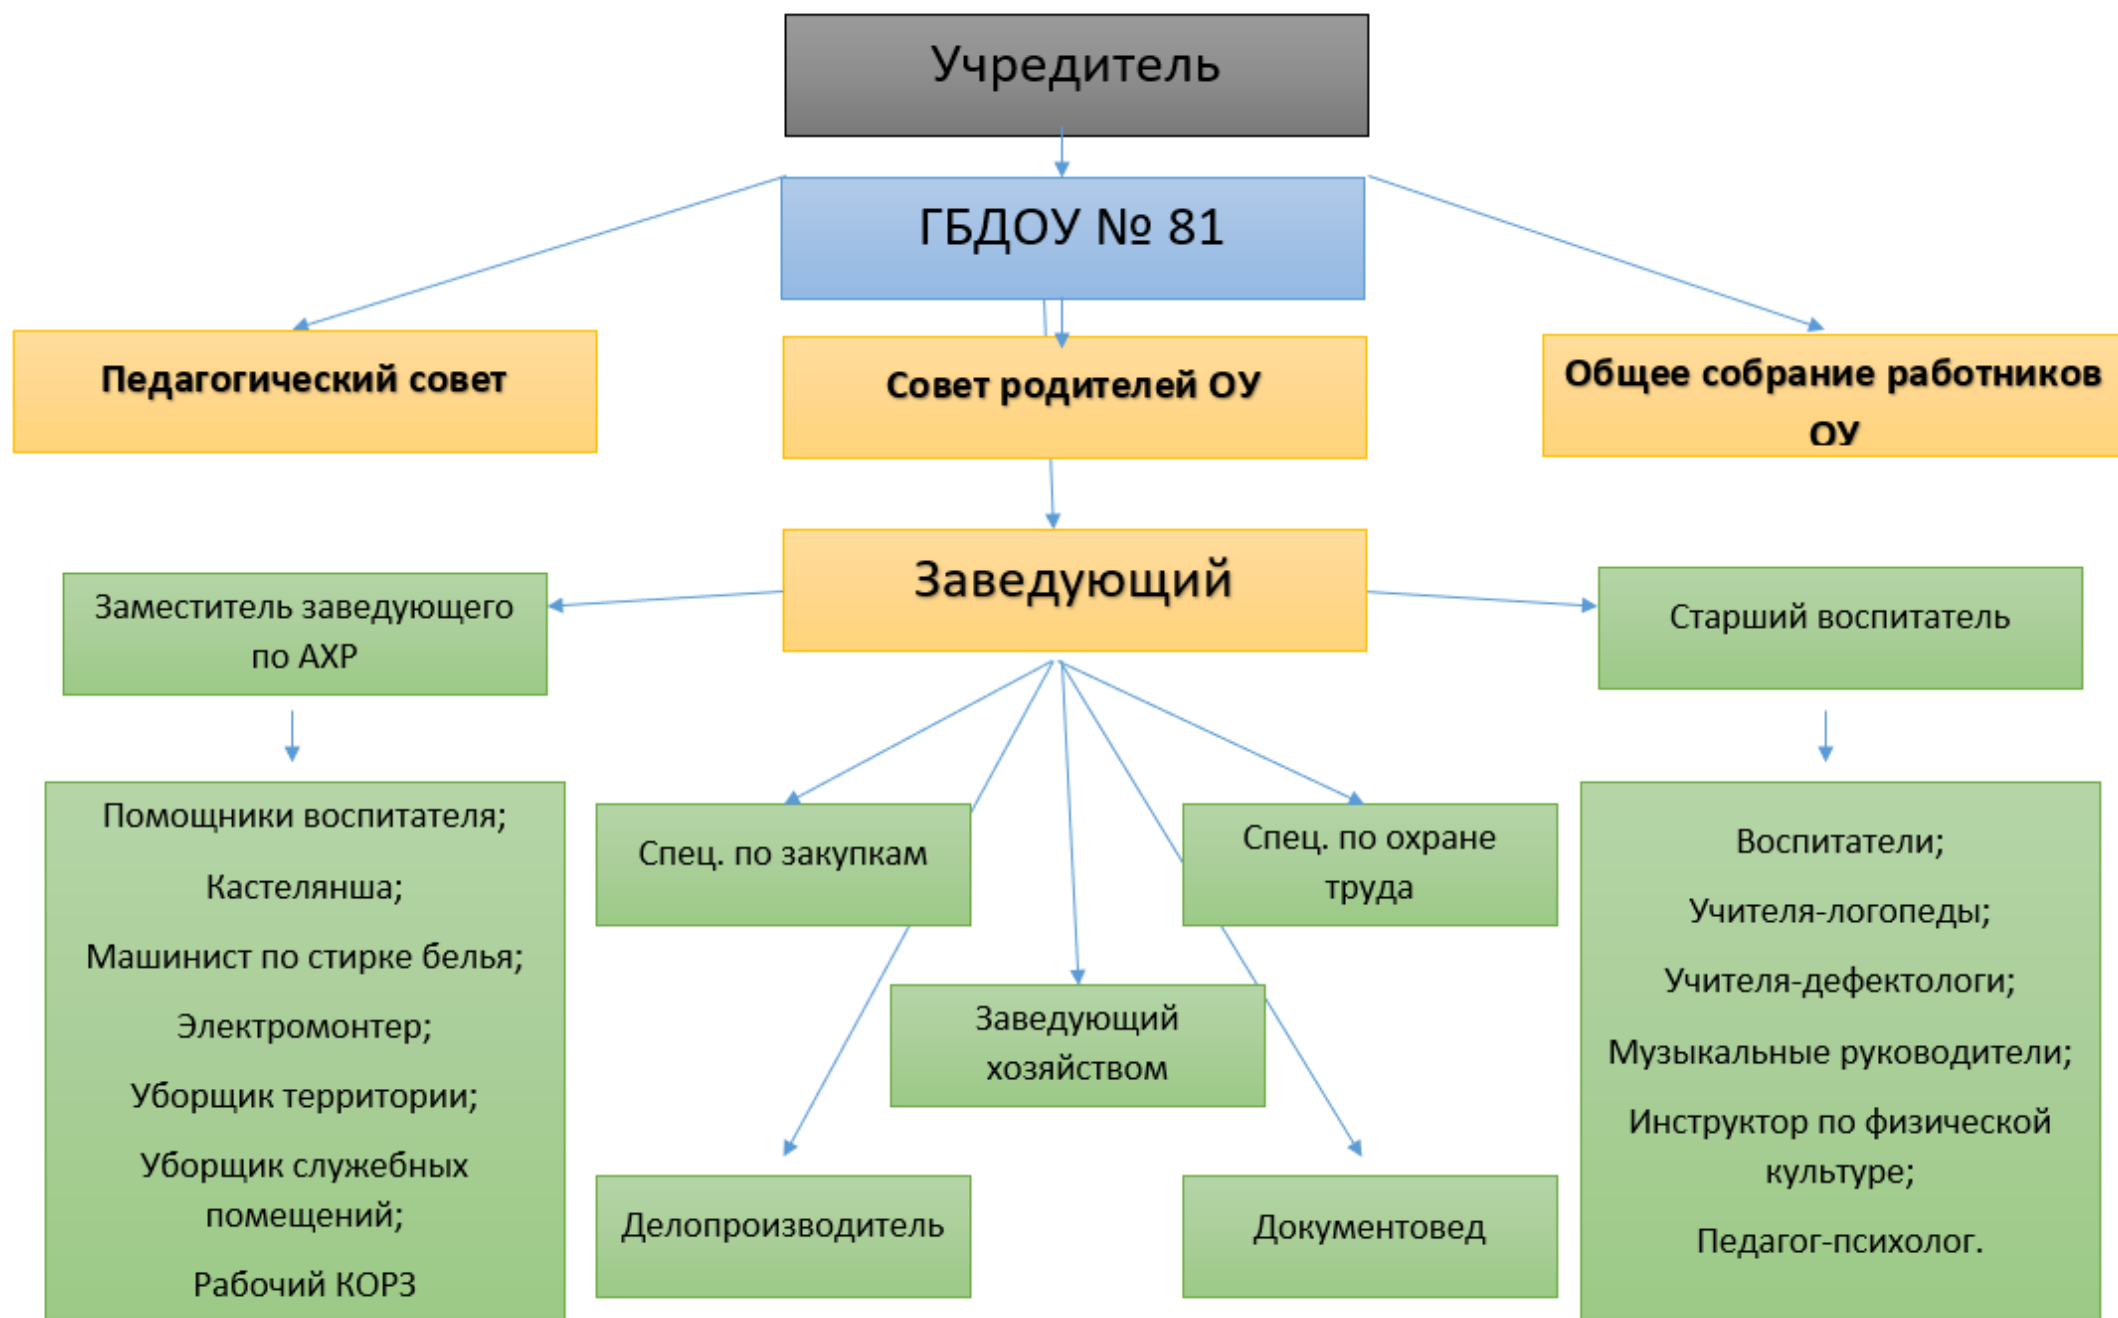 Учредитель
ГБДОУ № 81
Педагогический совет
Совет родителей ОУ
Общее собрание работников
ОУ
Заведующий
Заместитель заведующего
по АХР
Старший воспитатель
Помощники воспитателя;
Кастелянша;
Машинист по стирке белья;
Электромонтер;
Уборщик территории;
Уборщик служебных
помещений;
Рабочий КОРЗ
Спец. по закупкам
Спец. по охране
труда
Заведующий
хозяйством
Делопроизводитель
Документовед
Воспитатели;
Учителя-логопеды;
Учителя-дефектологи;
Музыкальные руководители;
Инструктор по физической
культуре;
Педагог-психолог.